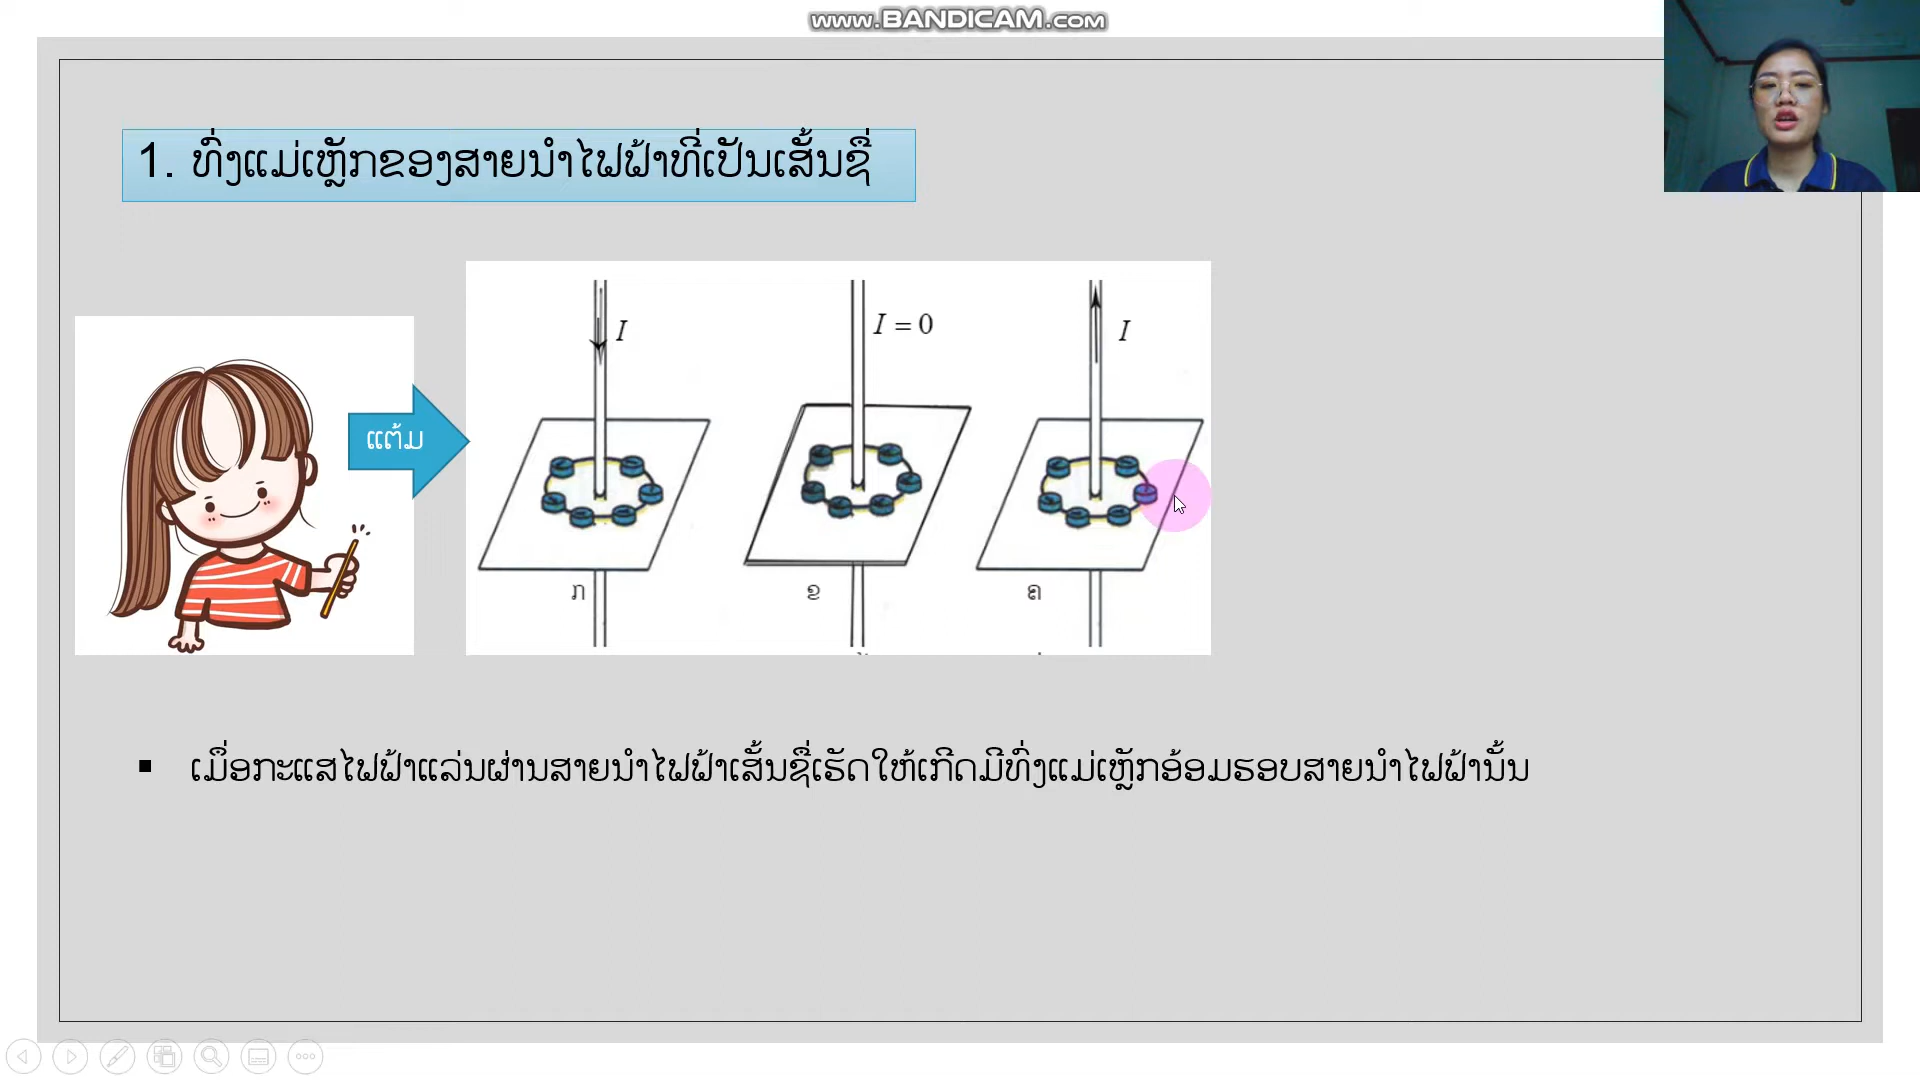 www.BANDICAM.com
1. ທົ່ງແມ່ເຫຼັກຂອງສາຍນຳໄຟຟ້າທີ່ເປັນເສັ້ນຊື່
I
I = 0
I
ແຕ້ມ
ກ
ຂ
ຄ
▪ ເມື່ອກະແສໄຟຟ້າແລ່ນຜ່ານສາຍນຳໄຟຟ້າເສັ້ນຊື່ເຮັດໃຫ້ເກີດມີທົ່ງແມ່ເຫຼັກອ້ອມຮອບສາຍນຳໄຟຟ້ານັ້ນ